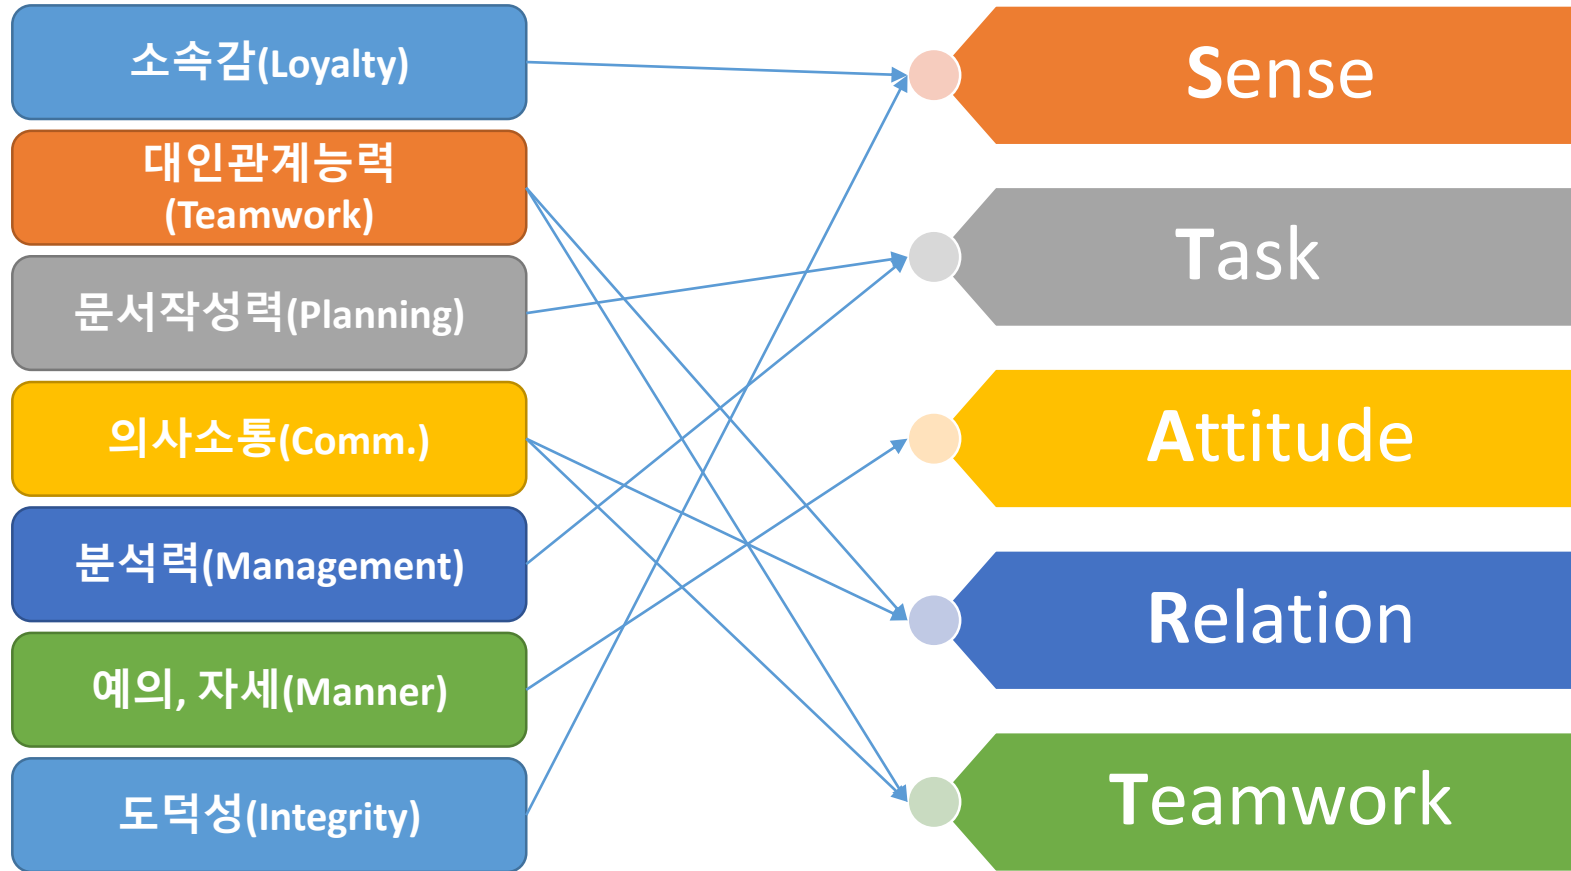 소속감(Loyalty)
대인관계능력
(Teamwork)
문서작성력(Planning)
의사소통(Comm.)
분석력(Management)
예의, 자세(Manner)
도덕성(Integrity)
Sense
Task
Attitude
Relation
Teamwork